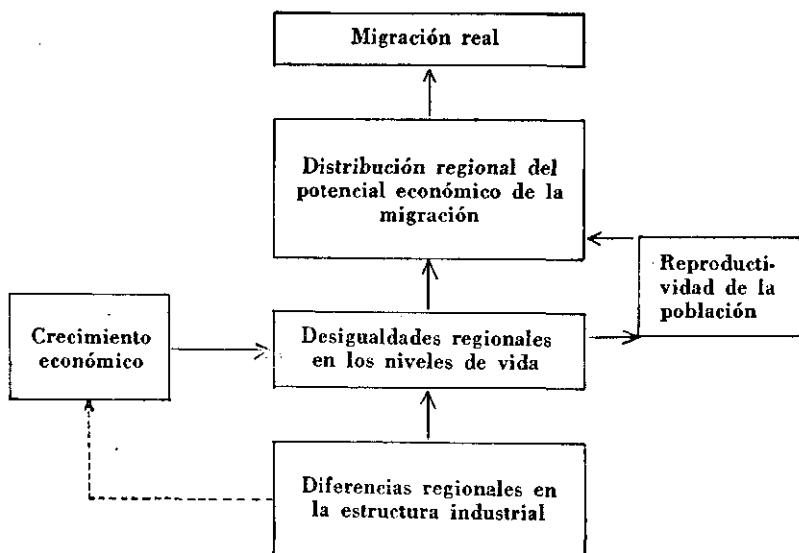 Migración real
Distribución regional del
potencial económico de la
migración
Reproducti-
vidad de la
población
Crecimiento
económico
Desigualdades regionales
en los niveles de vida
Diferencias regionales en
la estructura industrial